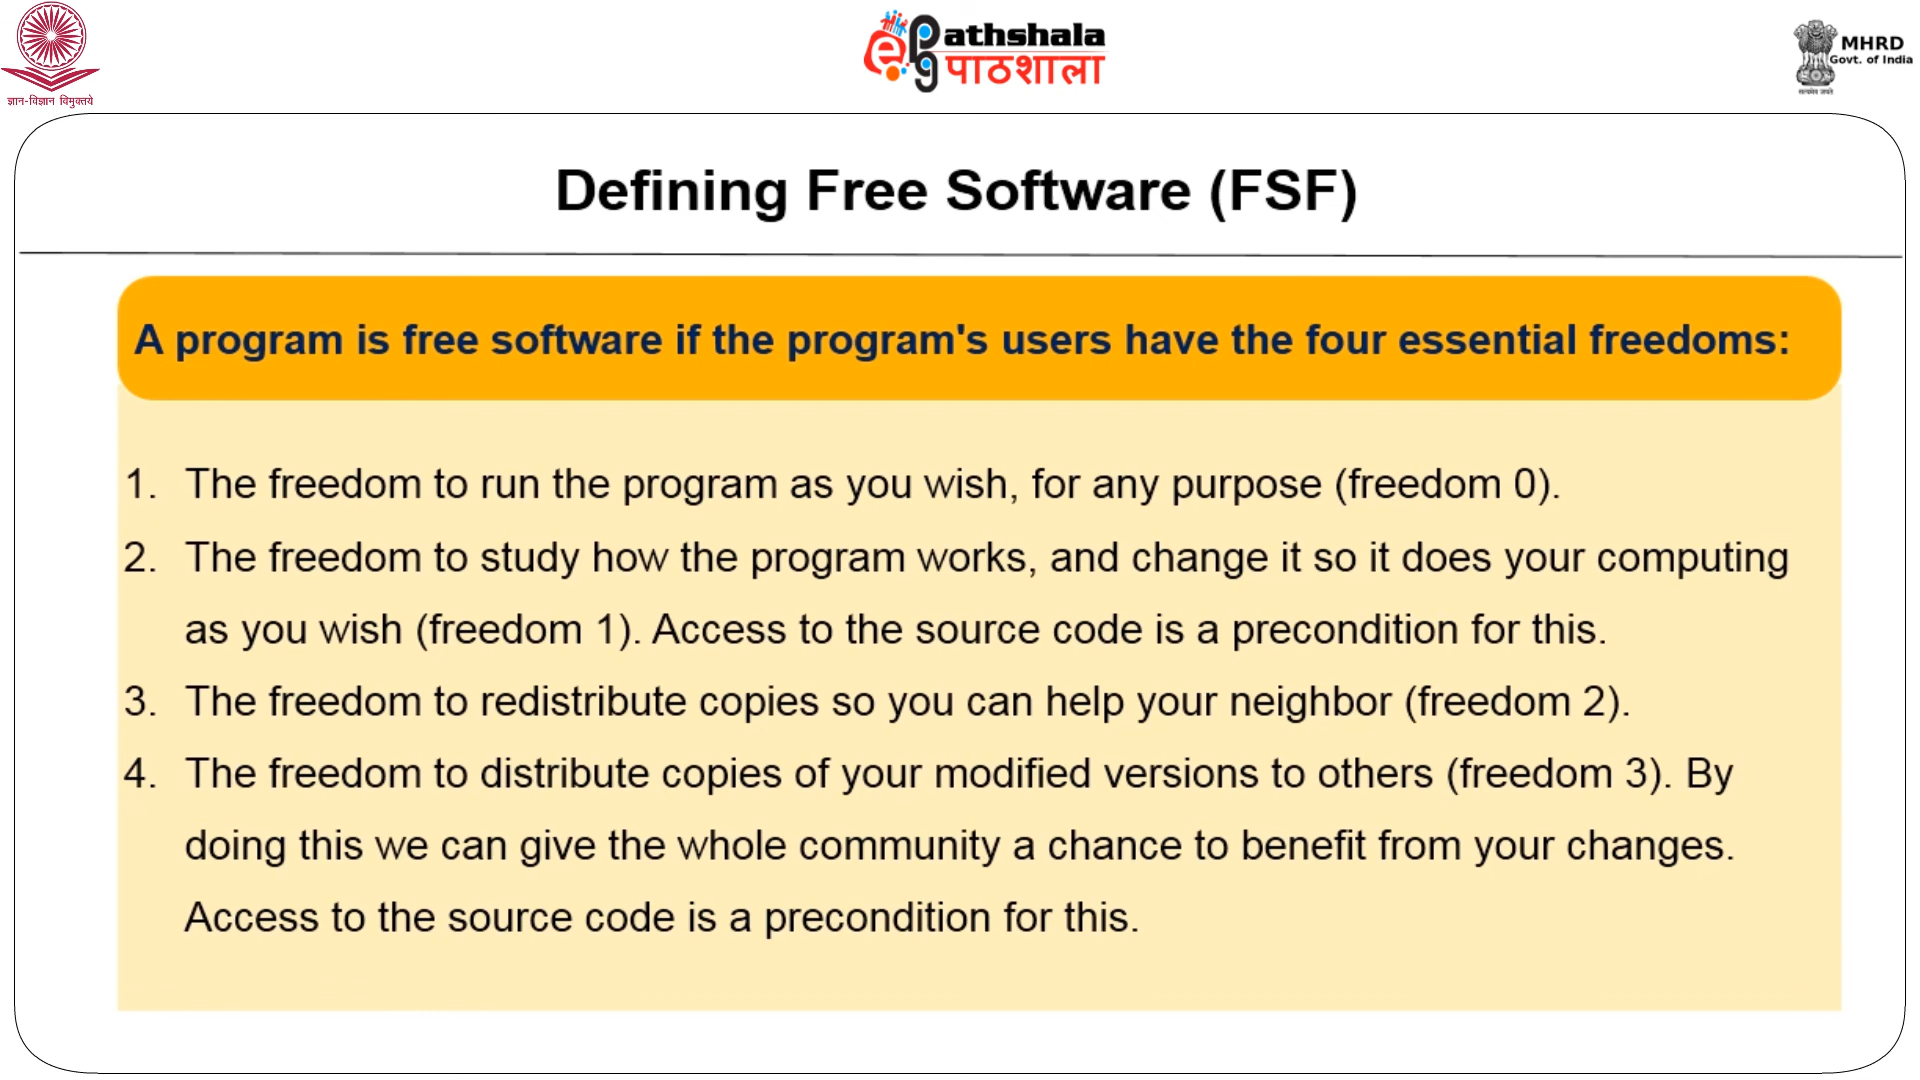 ज्ञान-विज्ञान विमुक्तये
ePG athshala
पाठशाला
MHRD
Govt. of India
सत्यमेव जयते
Defining Free Software (FSF)
A program is free software if the program's users have the four essential freedoms:
1. The freedom to run the program as you wish, for any purpose (freedom 0).
2. The freedom to study how the program works, and change it so it does your computing
as you wish (freedom 1). Access to the source code is a precondition for this.
3. The freedom to redistribute copies so you can help your neighbor (freedom 2).
4. The freedom to distribute copies of your modified versions to others (freedom 3). By
doing this we can give the whole community a chance to benefit from your changes.
Access to the source code is a precondition for this.